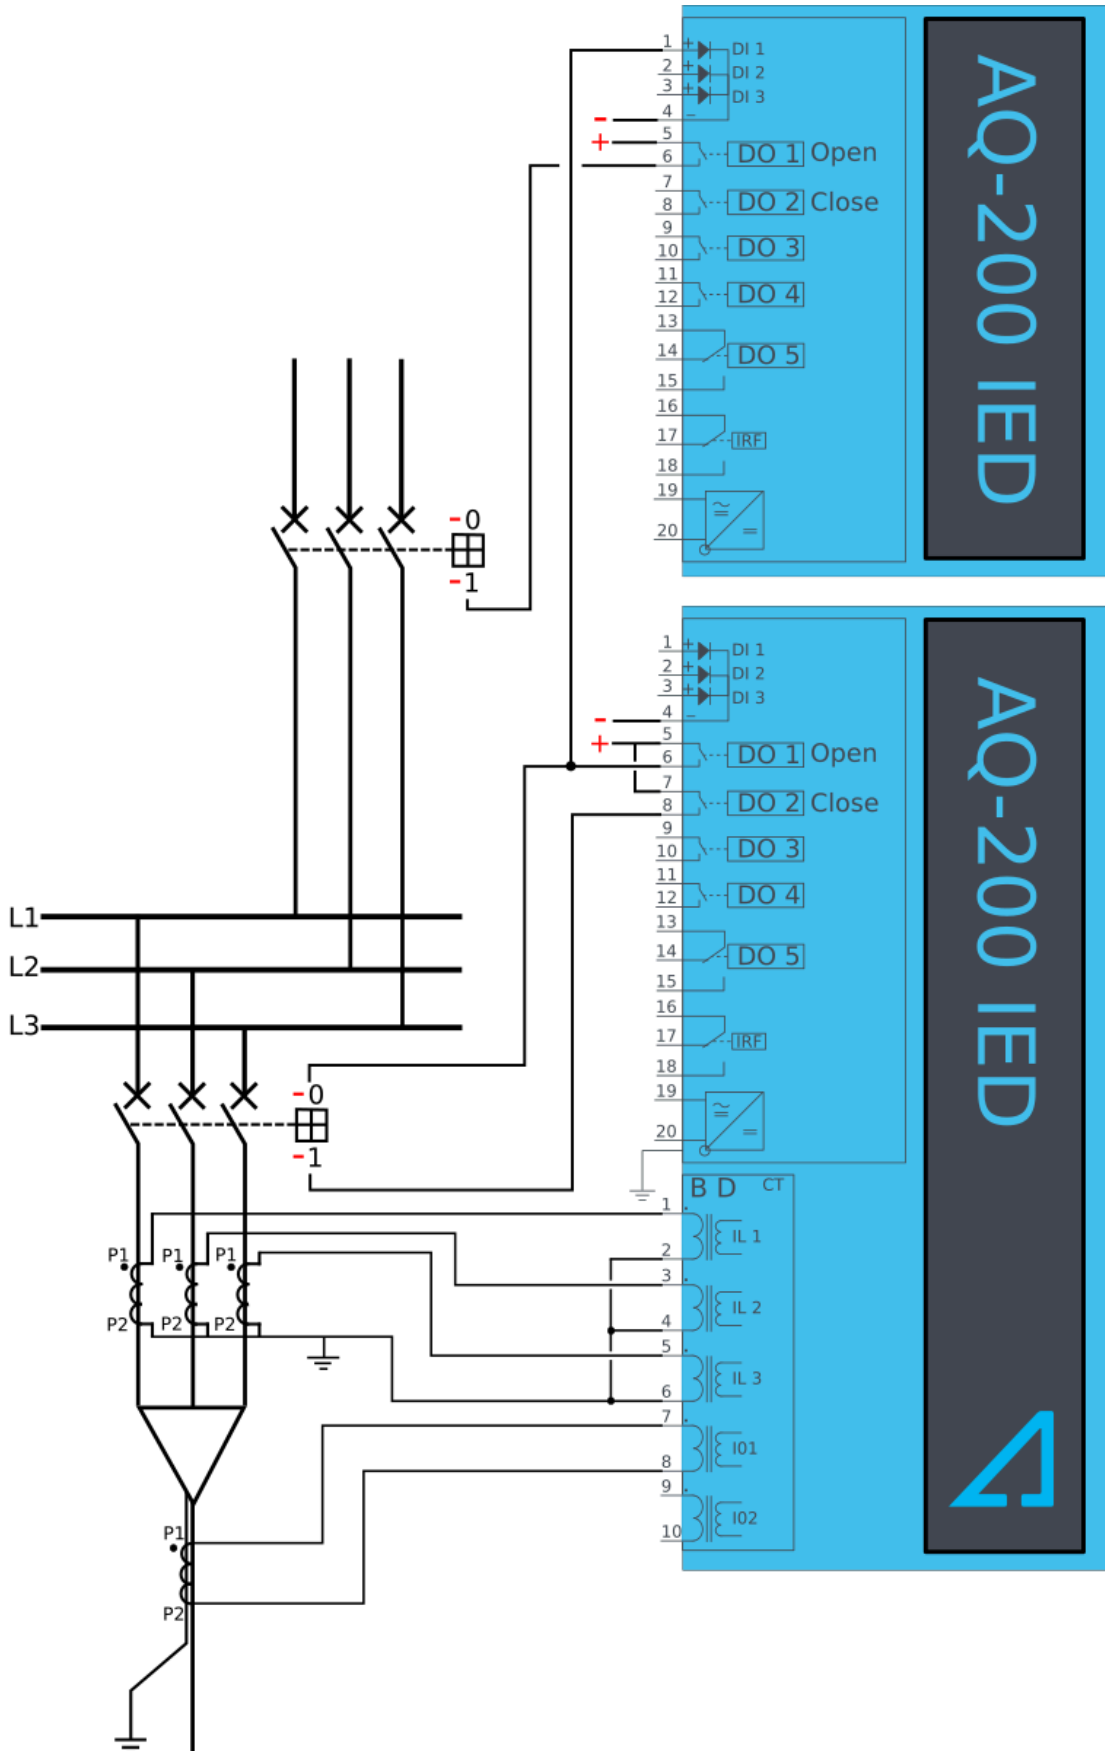 1 + DI 1
2 + DI 2
3 + DI 3
- 4 -
+ 5
DO 1 Open
6
7
DO 2 Close
8
9
DO 3
10
11
DO 4
12
13
14 DO 5
15
16
17 IRF
18
19
20
AQ-200 IED
-0
-1
1 + DI 1
2 + DI 2
3 + DI 3
- 4 -
+ 5
DO 1 Open
6
7
DO 2 Close
8
9
DO 3
10
11
DO 4
12
13
14 DO 5
15
16
17 IRF
18
19
20
AQ-200 IED
L1
L2
L3
-0
-1
B D CT
1
IL 1
2
3
IL 2
4
5
IL 3
6
7
I01
8
9
I02
10
P1 P1 P1
P2 P2 P2
P1
P2